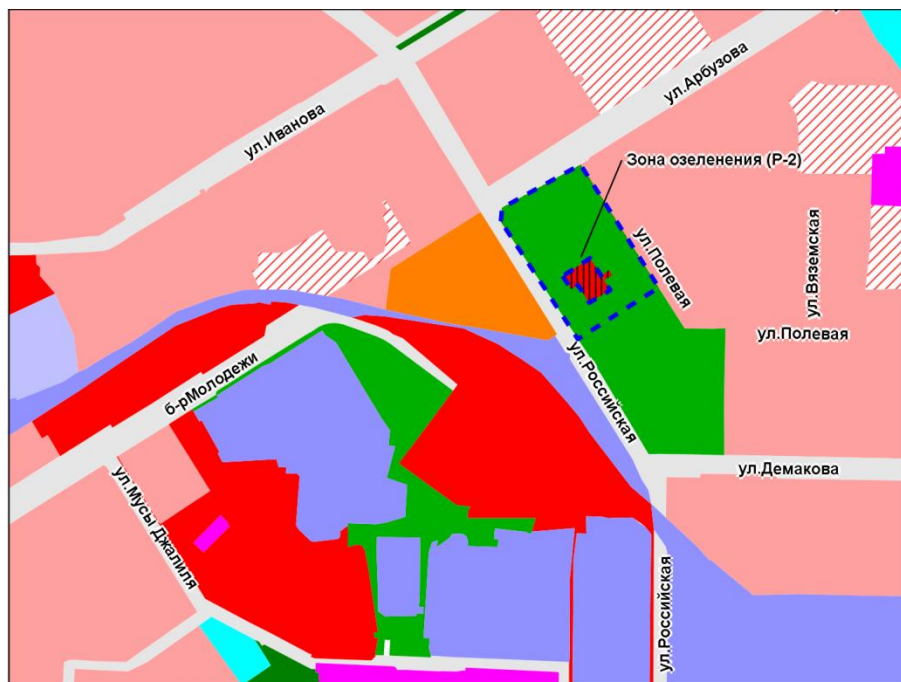 ул.Арбузова
ул.Иванова
Зона озеленения (Р-2)
ул.Полевая
ул.Вяземская
ул.Полевая
б-рМолодежи
ул.Российская
ул.Демакова
ул.Мусы Джалиля
ул.Российская